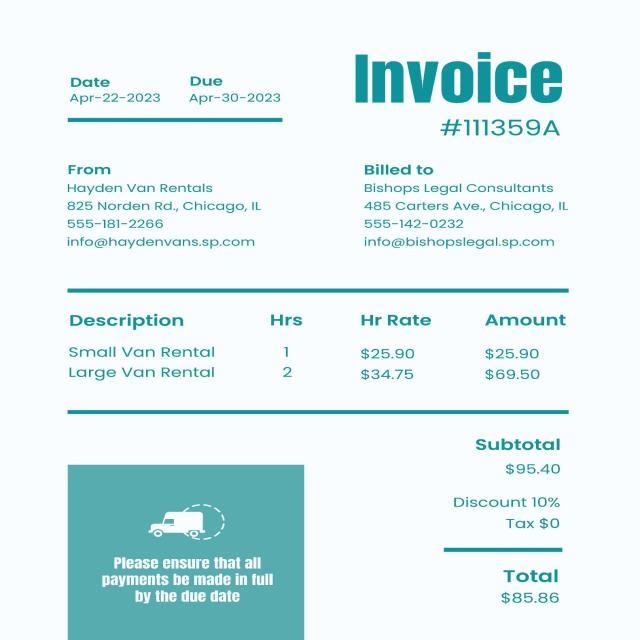 Invoice
#111359A
Date Due
Apr-22-2023 Apr-30-2023
From
Hayden Van Rentals
825 Norden Rd., Chicago, IL
555-181-2266
info@haydenvans.sp.com
Billed to
Bishops Legal Consultants
485 Carters Ave., Chicago, IL
555-142-0232
info@bishopslegal.sp.com
Description Hrs Hr Rate Amount
Small Van Rental 1 $25.90 $25.90
Large Van Rental 2 $34.75 $69.50
Subtotal
$95.40
Discount 10%
Tax $0
Total
$85.86
Please ensure that all
payments be made in full
by the due date